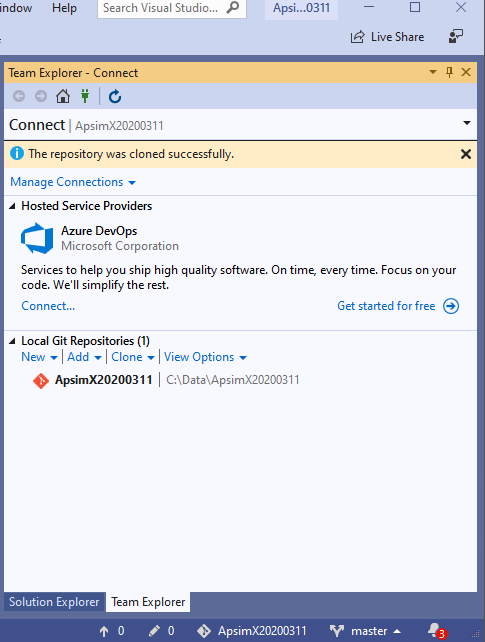 indow Help Search Visual Studio... Apsi...0311
Live Share
Team Explorer - Connect
Connect | ApsimX20200311
The repository was cloned successfully.
Manage Connections
Hosted Service Providers
Azure DevOps
Microsoft Corporation
Services to help you ship high quality software. On time, every time. Focus on your
code. We'll simplify the rest.
Connect... Get started for free
Local Git Repositories (1)
New Add Clone View Options
ApsimX20200311 C:\Data\ApsimX20200311
Solution Explorer Team Explorer
0 0 ApsimX20200311 master 3